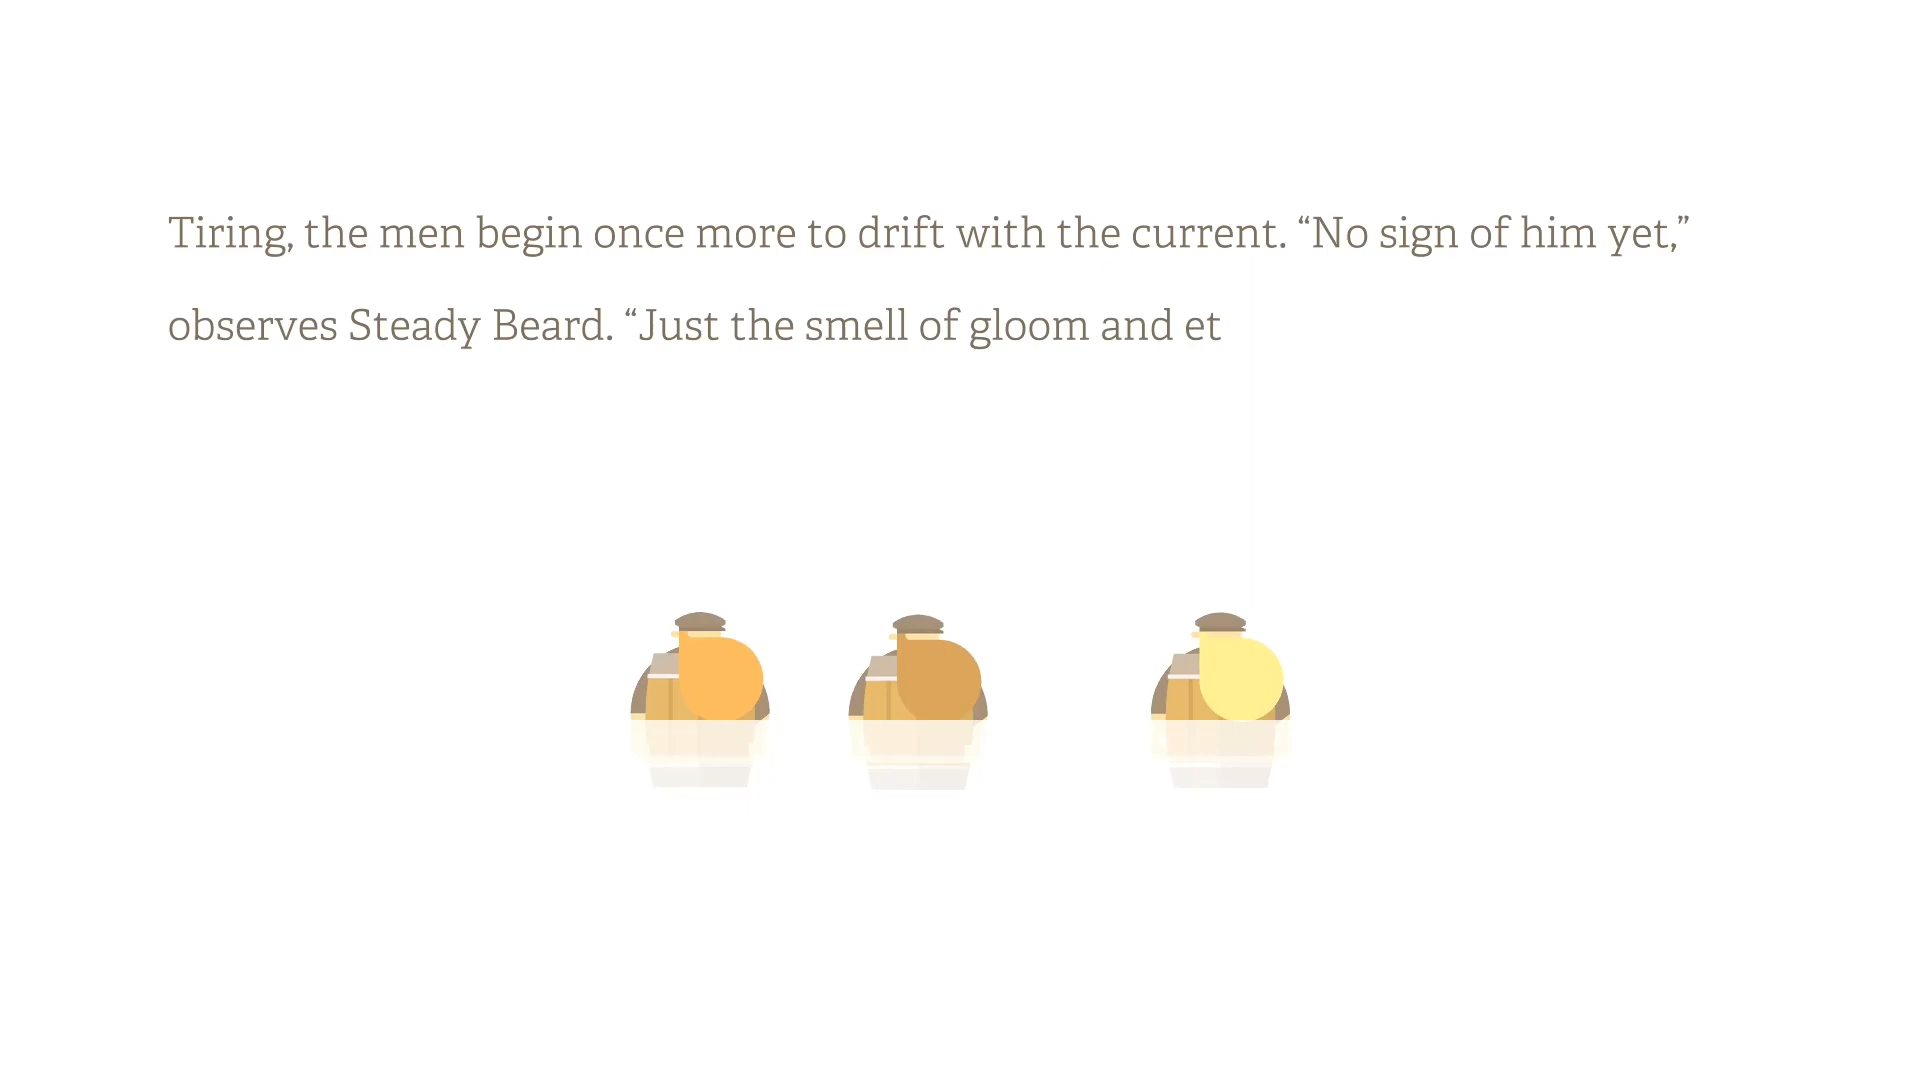 Tiring, the men begin once more to drift with the current. “No sign of him yet,”
observes Steady Beard. “Just the smell of gloom and et